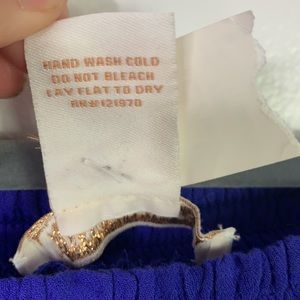 HAND WASH COLD
DO NOT BLEACH
LAY FLAT TO DRY
RN# 121970